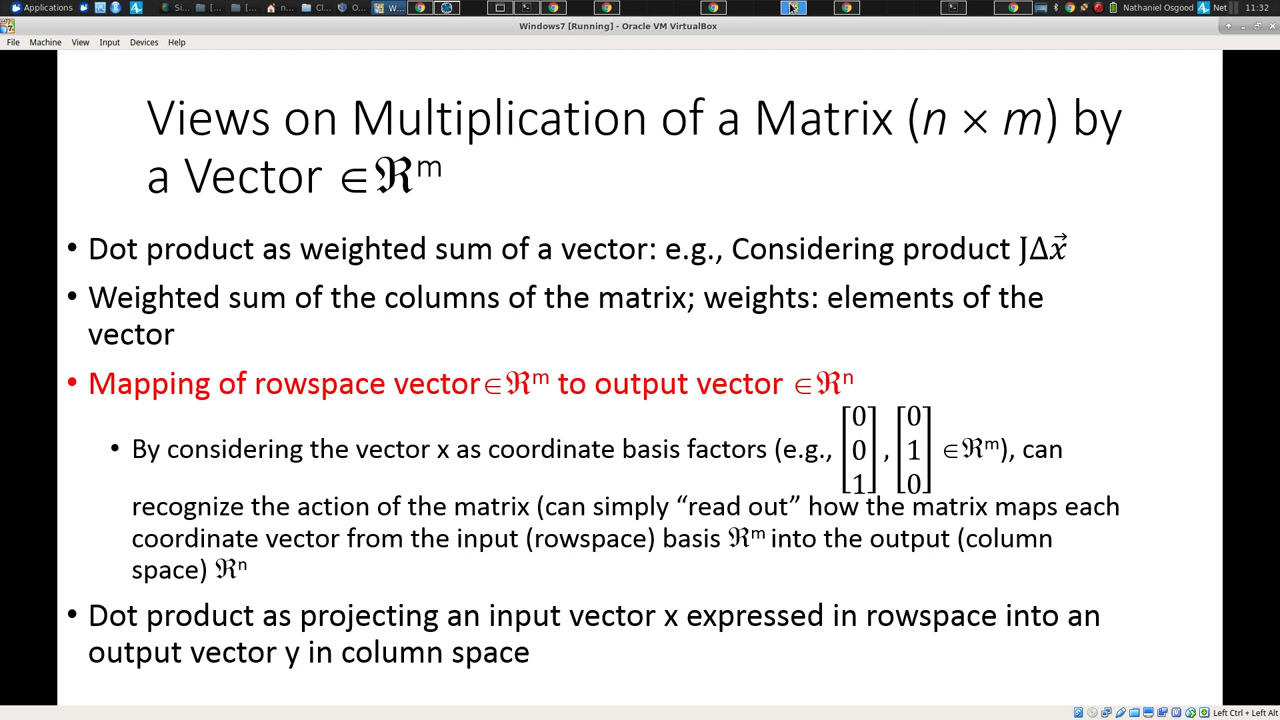 Applications Si... [... [... n... Cl... O... W... Nathaniel Osgood Net 11:32
Windows7 [Running] - Oracle VM VirtualBox
File Machine View Input Devices Help
Views on Multiplication of a Matrix (n × m) by
a Vector ∈ℜᵐ
• Dot product as weighted sum of a vector: e.g., Considering product JΔx⃗
• Weighted sum of the columns of the matrix; weights: elements of the
vector
• Mapping of rowspace vector∈ℜᵐ to output vector ∈ℜⁿ
• By considering the vector x as coordinate basis factors (e.g., [0 0 1], [0 1 0] ∈ℜᵐ), can
recognize the action of the matrix (can simply “read out” how the matrix maps each
coordinate vector from the input (rowspace) basis ℜᵐ into the output (column
space) ℜⁿ
• Dot product as projecting an input vector x expressed in rowspace into an
output vector y in column space
Left Ctrl + Left Alt